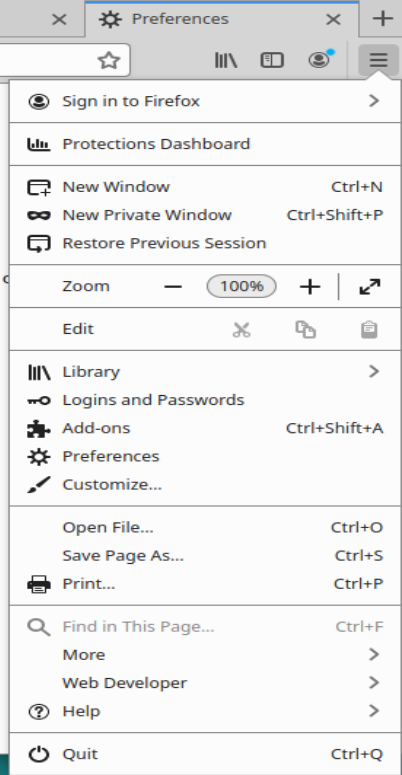 Preferences
Sign in to Firefox
Protections Dashboard
New Window Ctrl+N
New Private Window Ctrl+Shift+P
Restore Previous Session
Zoom 100%
Edit
Library
Logins and Passwords
Add-ons Ctrl+Shift+A
Preferences
Customize...
Open File... Ctrl+O
Save Page As... Ctrl+S
Print... Ctrl+P
Find in This Page... Ctrl+F
More
Web Developer
Help
Quit Ctrl+Q